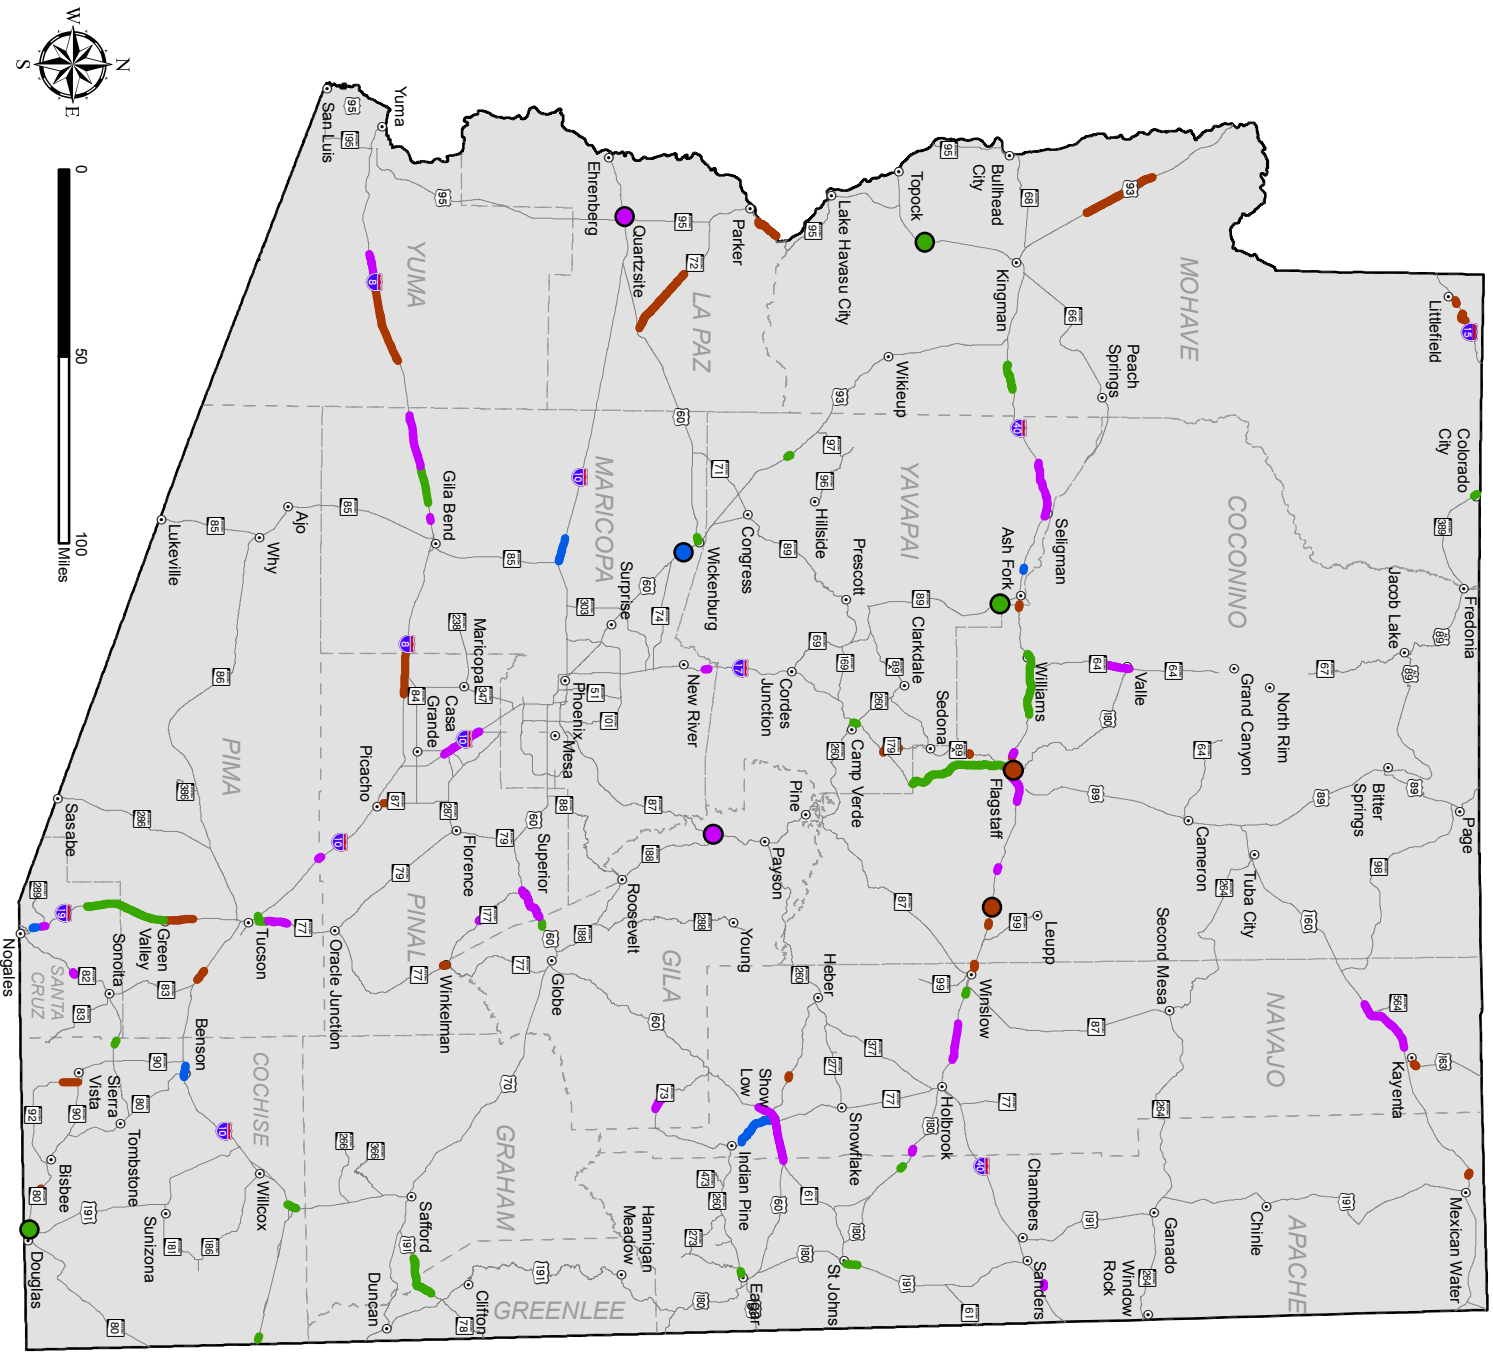 W
N
S
E
0
50
100
Miles
Yuma
San Luis
95
195
95
Ehrenberg
Quartzsite
95
72
Parker
95
Lake Havasu City
Topock
95
Bullhead
City
68
93
Kingman
66
MOHAVE
Littlefield
15
YUMA
8
LA PAZ
Wikieup
93
Peach
Springs
40
60
97
96
Hillside
71
Congress
YAVAPAI
COCONINO
Colorado
City
389
Fredonia
Seligman
Ash Fork
Jacob Lake
89
89
67
10
MARICOPA
Gila Bend
85
Ajo
85
Why
Lukeville
85
Wickenburg
Surprise
60
74
303
89
Prescott
89
Clarkdale
69
169
89
260
Williams
64
Valle
64
Grand Canyon
North Rim
180
8
238
Maricopa
347
84
Casa
Grande
10
Phoenix
51
101
Mesa
New River
17
Cordes
Junction
Sedona
179
89
260
Camp Verde
Flagstaff
89
64
Cameron
89
Bitter
Springs
89
Page
98
86
PIMA
386
286
Sasabe
Picacho
87
287
Florence
79
60
88
87
Superior
79
10
188
Payson
Pine
87
99
Leupp
Tuba City
264
160
Second Mesa
289
19
Nogales
Green
Valley
Tucson
77
Oracle Junction
PINAL
177
Roosevelt
188
288
Young
60
Globe
77
77
Winkelman
GILA
Heber
260
99
Winslow
87
NAVAJO
564
Kayenta
163
Sonoita
82
83
83
SANTA
CRUZ
Benson
90
Sierra
Vista
80
90
92
Tombstone
Bisbee
80
COCHISE
10
70
60
377
277
Show
Low
73
Snowflake
77
77
Holbrook
180
264
266
366
GRAHAM
Indian Pine
473
260
40
Chambers
Willcox
191
Douglas
181
Sunizona
186
80
Safford
191
Duncan
Clifton
78
191
GREENLEE
Hannigan
Meadow
273
60
61
180
180
180
Eagar
St Johns
191
61
Sanders
191
Ganado
Window
Rock
264
Chinle
191
APACHE
Mexican Water